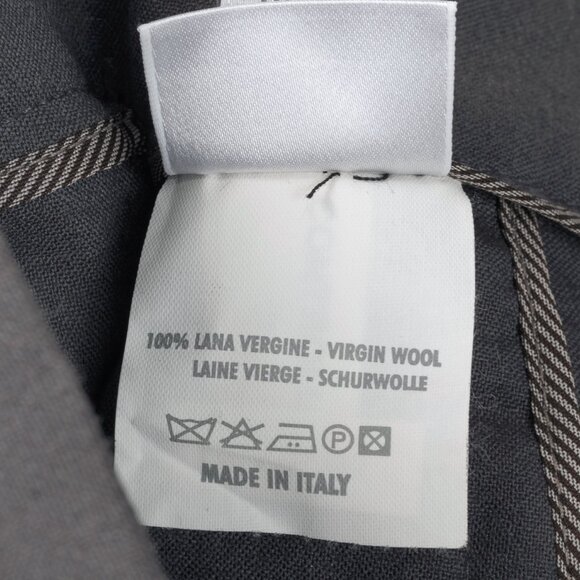 100% LANA VERGINE - VIRGIN WOOL
LAINE VIERGE - SCHURWOLLE
P
MADE IN ITALY